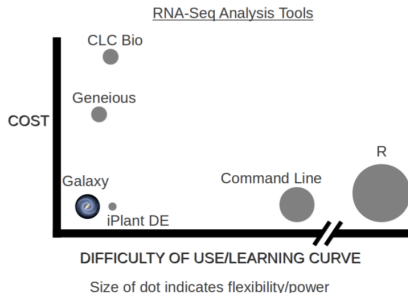 RNA-Seq Analysis Tools
CLC Bio
Geneious
COST
R
Galaxy
Command Line
iPlant DE
DIFFICULTY OF USE/LEARNING CURVE
Size of dot indicates flexibility/power